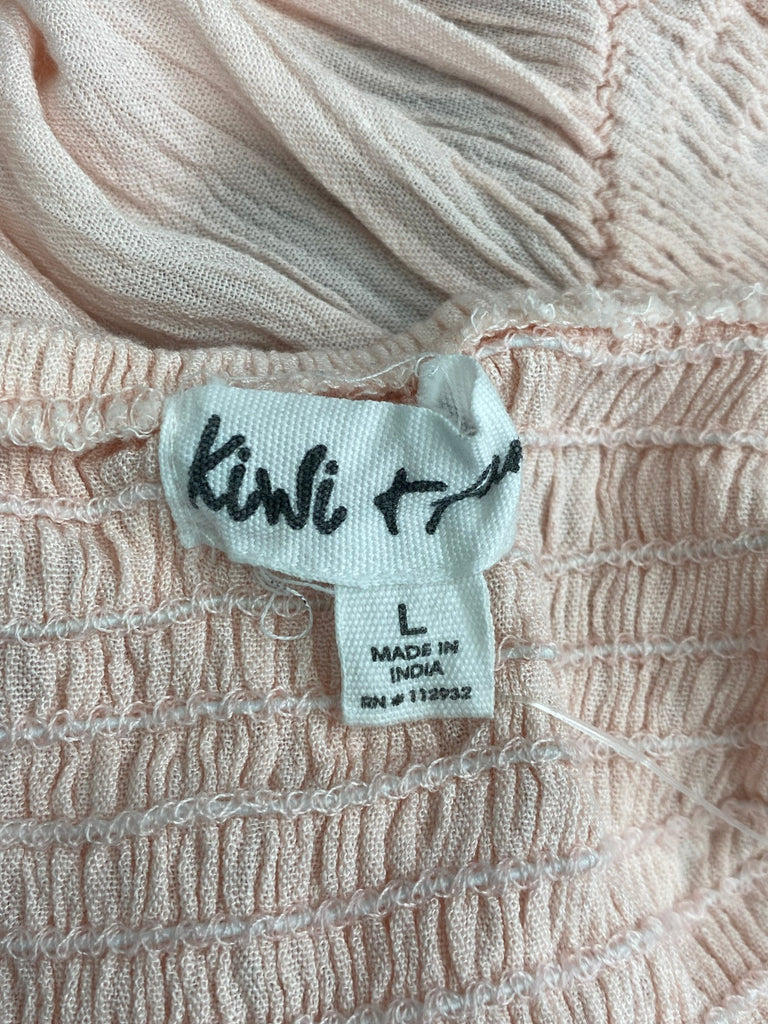 Kiwi +
L
MADE IN
INDIA
RN # 112932